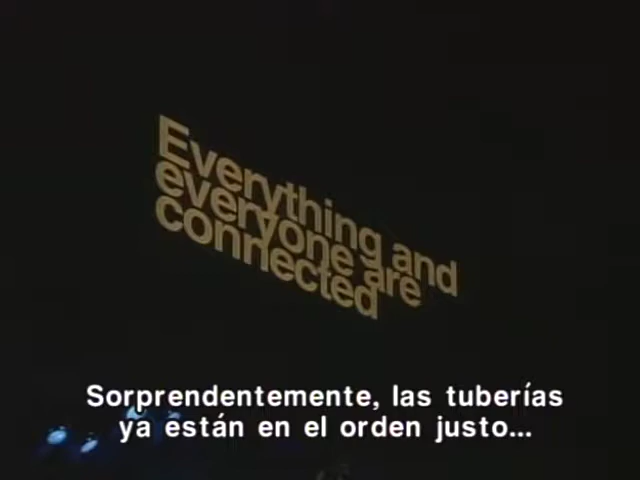 Everything and
everyone are
connected
Sorprendentemente, las tuberías
ya están en el orden justo...